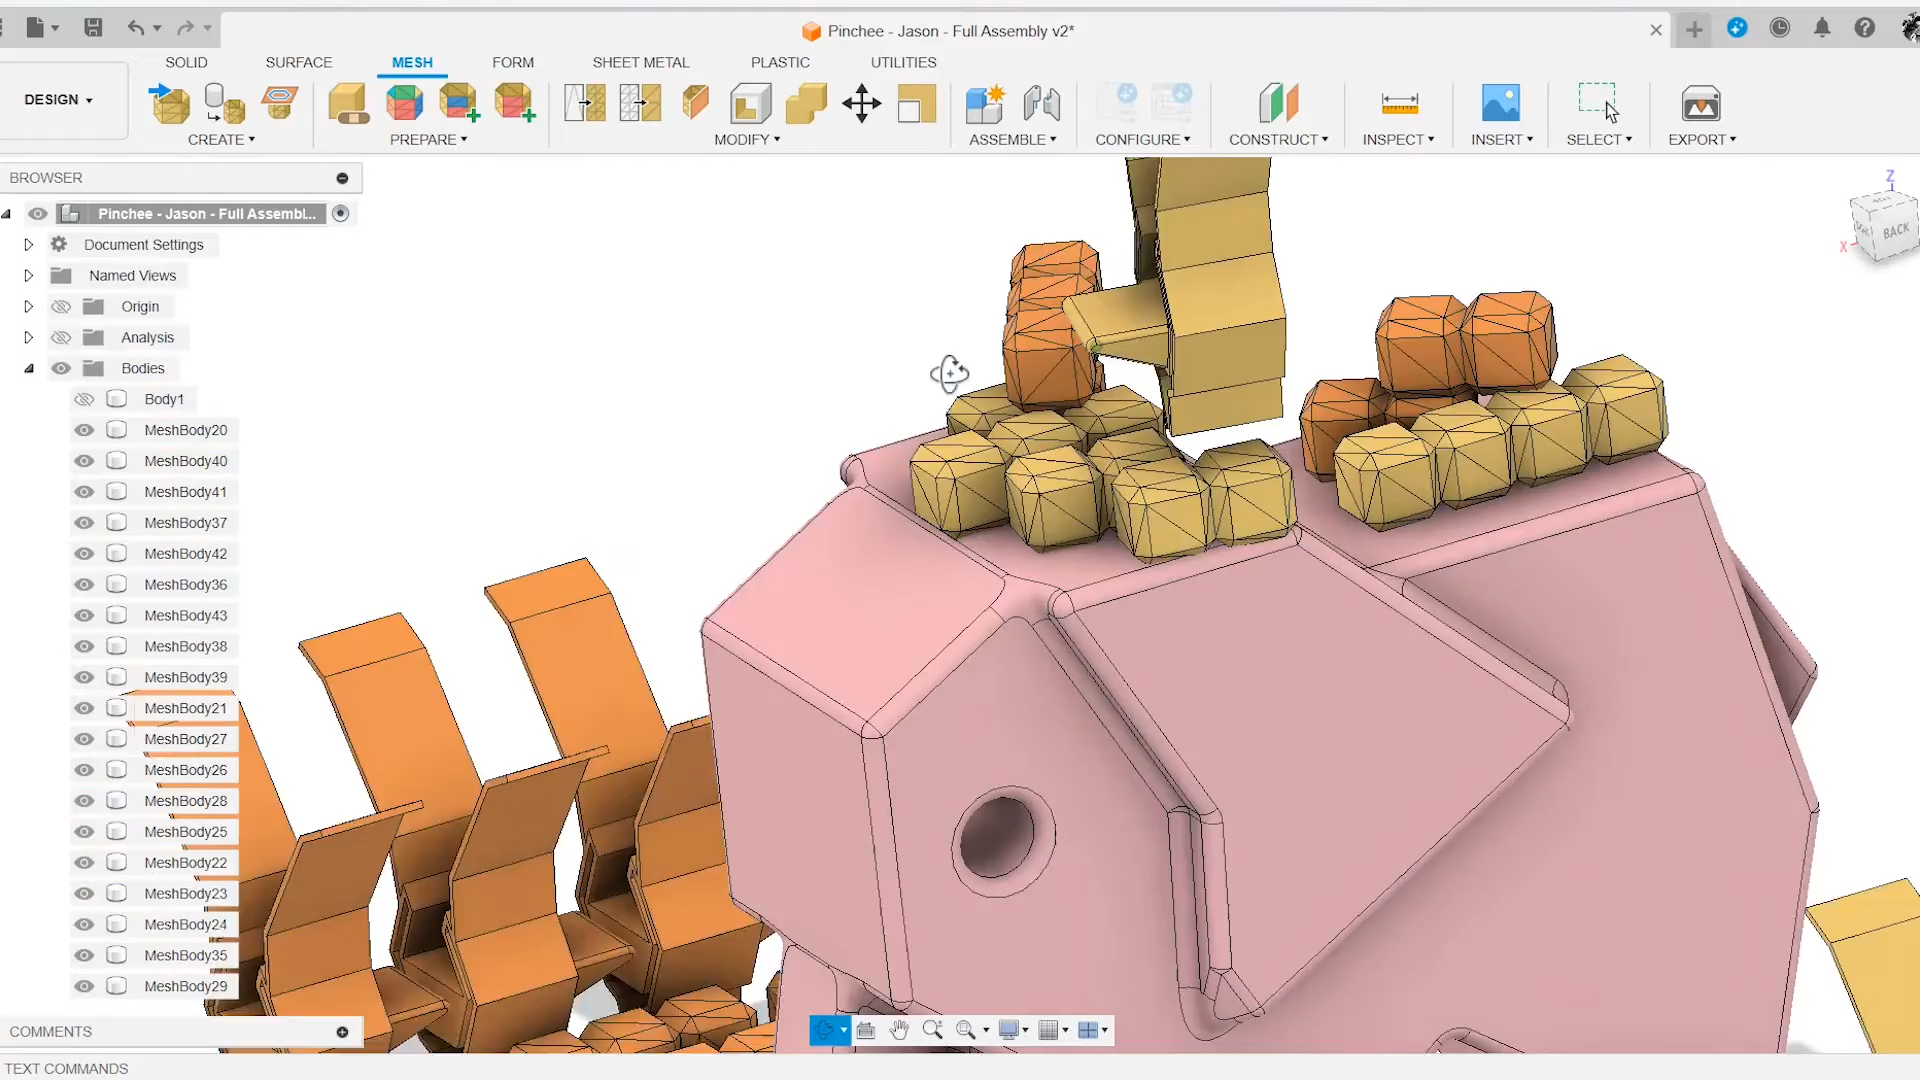 Pinchee - Jason - Full Assembly v2*
SOLID
SURFACE
MESH
FORM
SHEET METAL
PLASTIC
UTILITIES
DESIGN
CREATE
PREPARE
MODIFY
ASSEMBLE
CONFIGURE
CONSTRUCT
INSPECT
INSERT
SELECT
EXPORT
BROWSER
Pinchee - Jason - Full Assembl...
Document Settings
Named Views
Origin
Analysis
Bodies
Body1
MeshBody20
MeshBody40
MeshBody41
MeshBody37
MeshBody42
MeshBody36
MeshBody43
MeshBody38
MeshBody39
MeshBody21
MeshBody27
MeshBody26
MeshBody28
MeshBody25
MeshBody22
MeshBody23
MeshBody24
MeshBody35
MeshBody29
Z
X
BACK
COMMENTS
TEXT COMMANDS